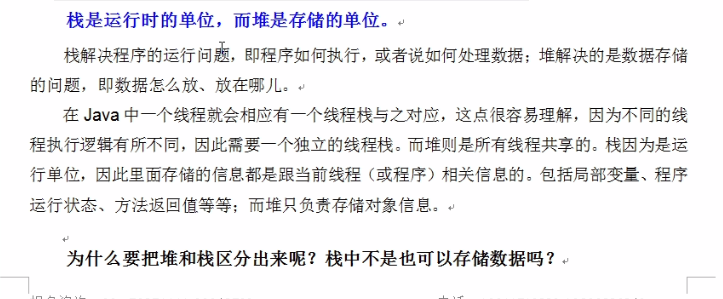 栈是运行时的单位，而堆是存储的单位。
栈解决程序的运行问题，即程序如何执行，或者说如何处理数据；堆解决的是数据存储
的问题，即数据怎么放、放在哪儿。
在 Java 中一个线程就会相应有一个线程栈与之对应，这点很容易理解，因为不同的线
程执行逻辑有所不同，因此需要一个独立的线程栈。而堆则是所有线程共享的。栈因为是运
行单位，因此里面存储的信息都是跟当前线程（或程序）相关信息的。包括局部变量、程序
运行状态、方法返回值等等；而堆只负责存储对象信息。
为什么要把堆和栈区分出来呢？栈中不是也可以存储数据吗？